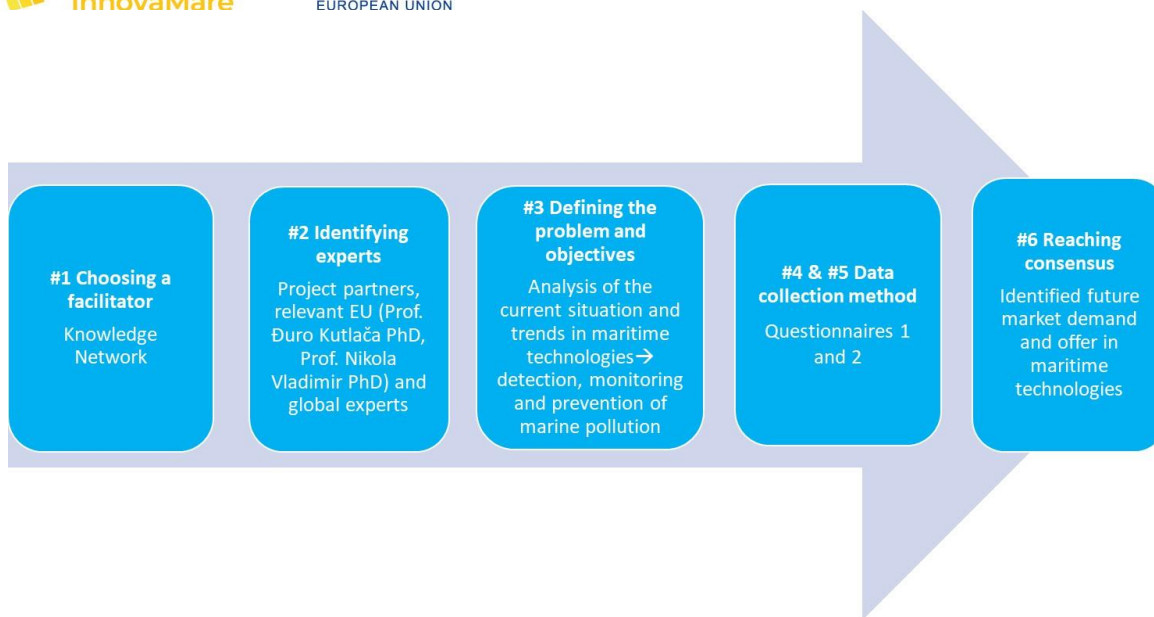 InnovaMare
EUROPEAN UNION
#1 Choosing a
facilitator
Knowledge
Network
#2 Identifying
experts
Project partners,
relevant EU (Prof.
Đuro Kutlača PhD,
Prof. Nikola
Vladimir PhD) and
global experts
#3 Defining the
problem and
objectives
Analysis of the
current situation and
trends in maritime
technologies→
detection, monitoring
and prevention of
marine pollution
#4 & #5 Data
collection method
Questionnaires 1
and 2
#6 Reaching
consensus
Identified future
market demand
and offer in
maritime
technologies